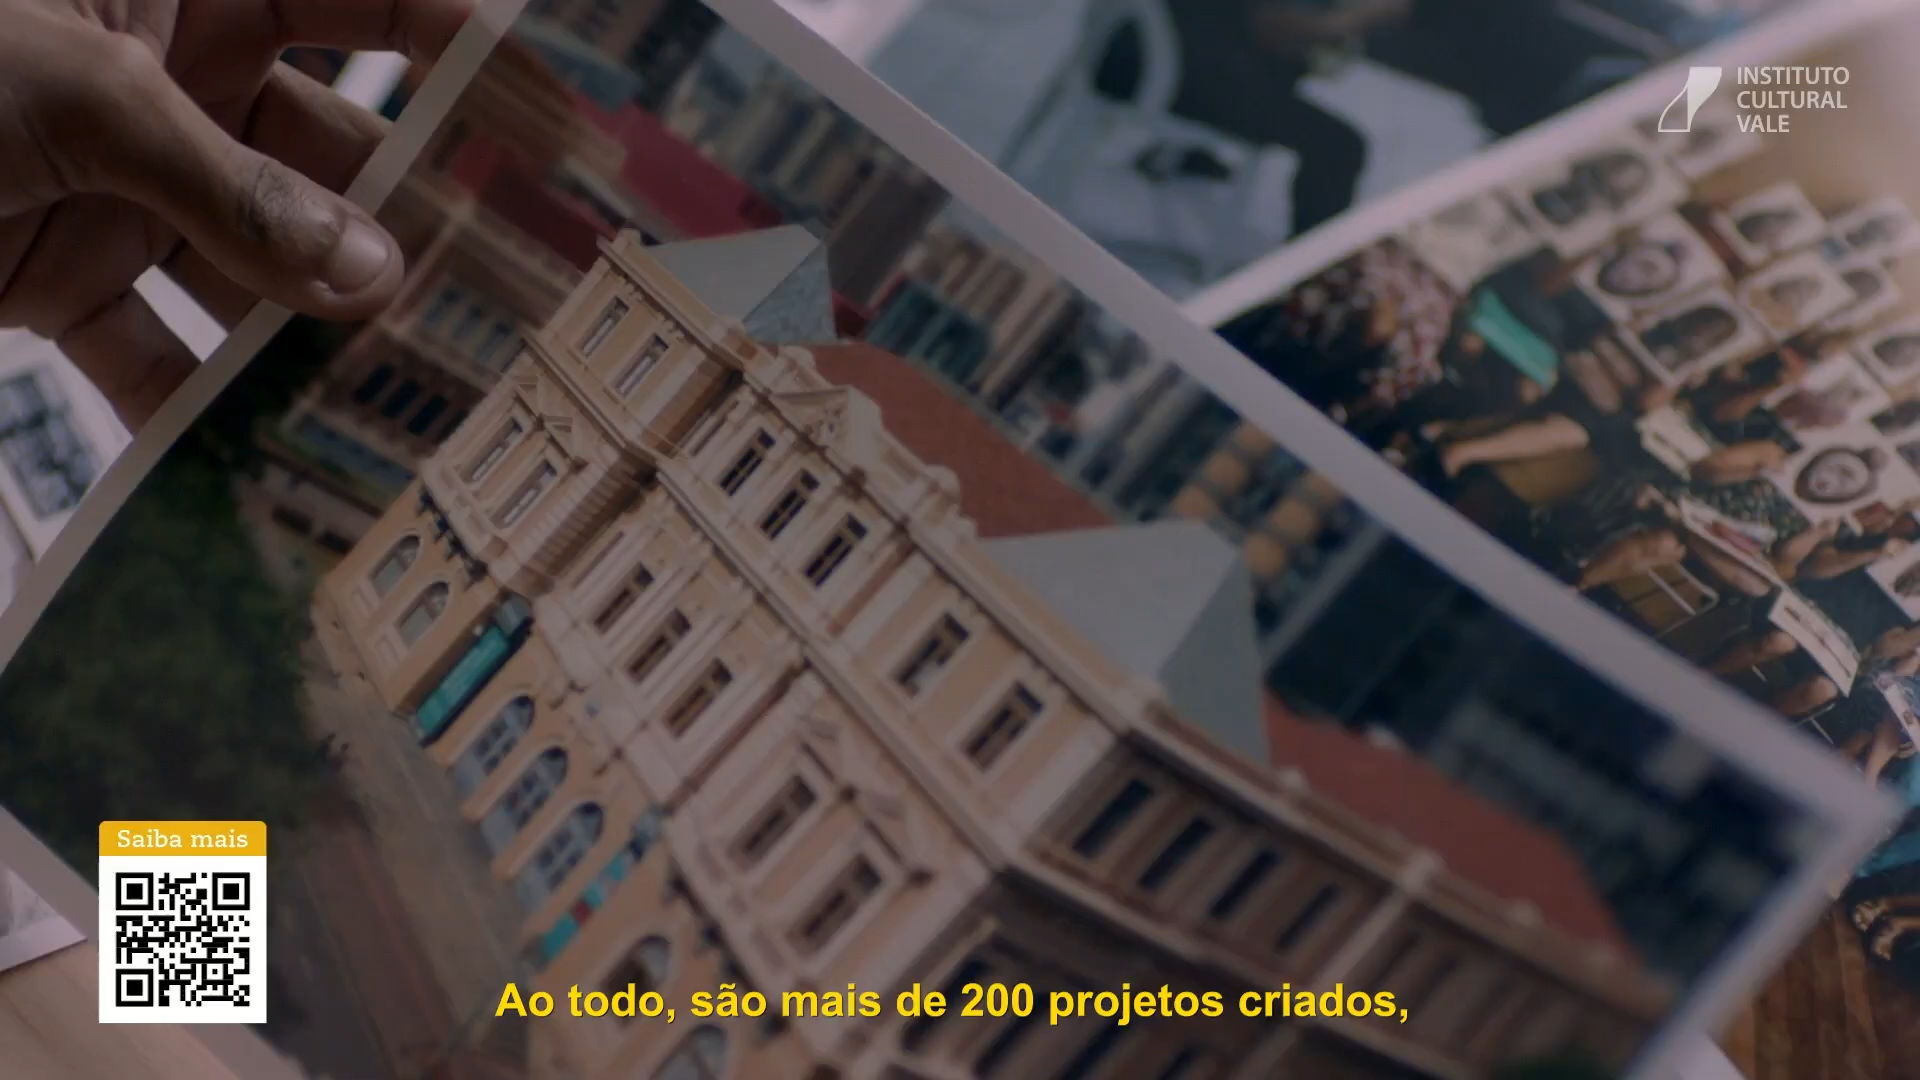 INSTITUTO
CULTURAL
VALE
Saiba mais
Ao todo, são mais de 200 projetos criados,